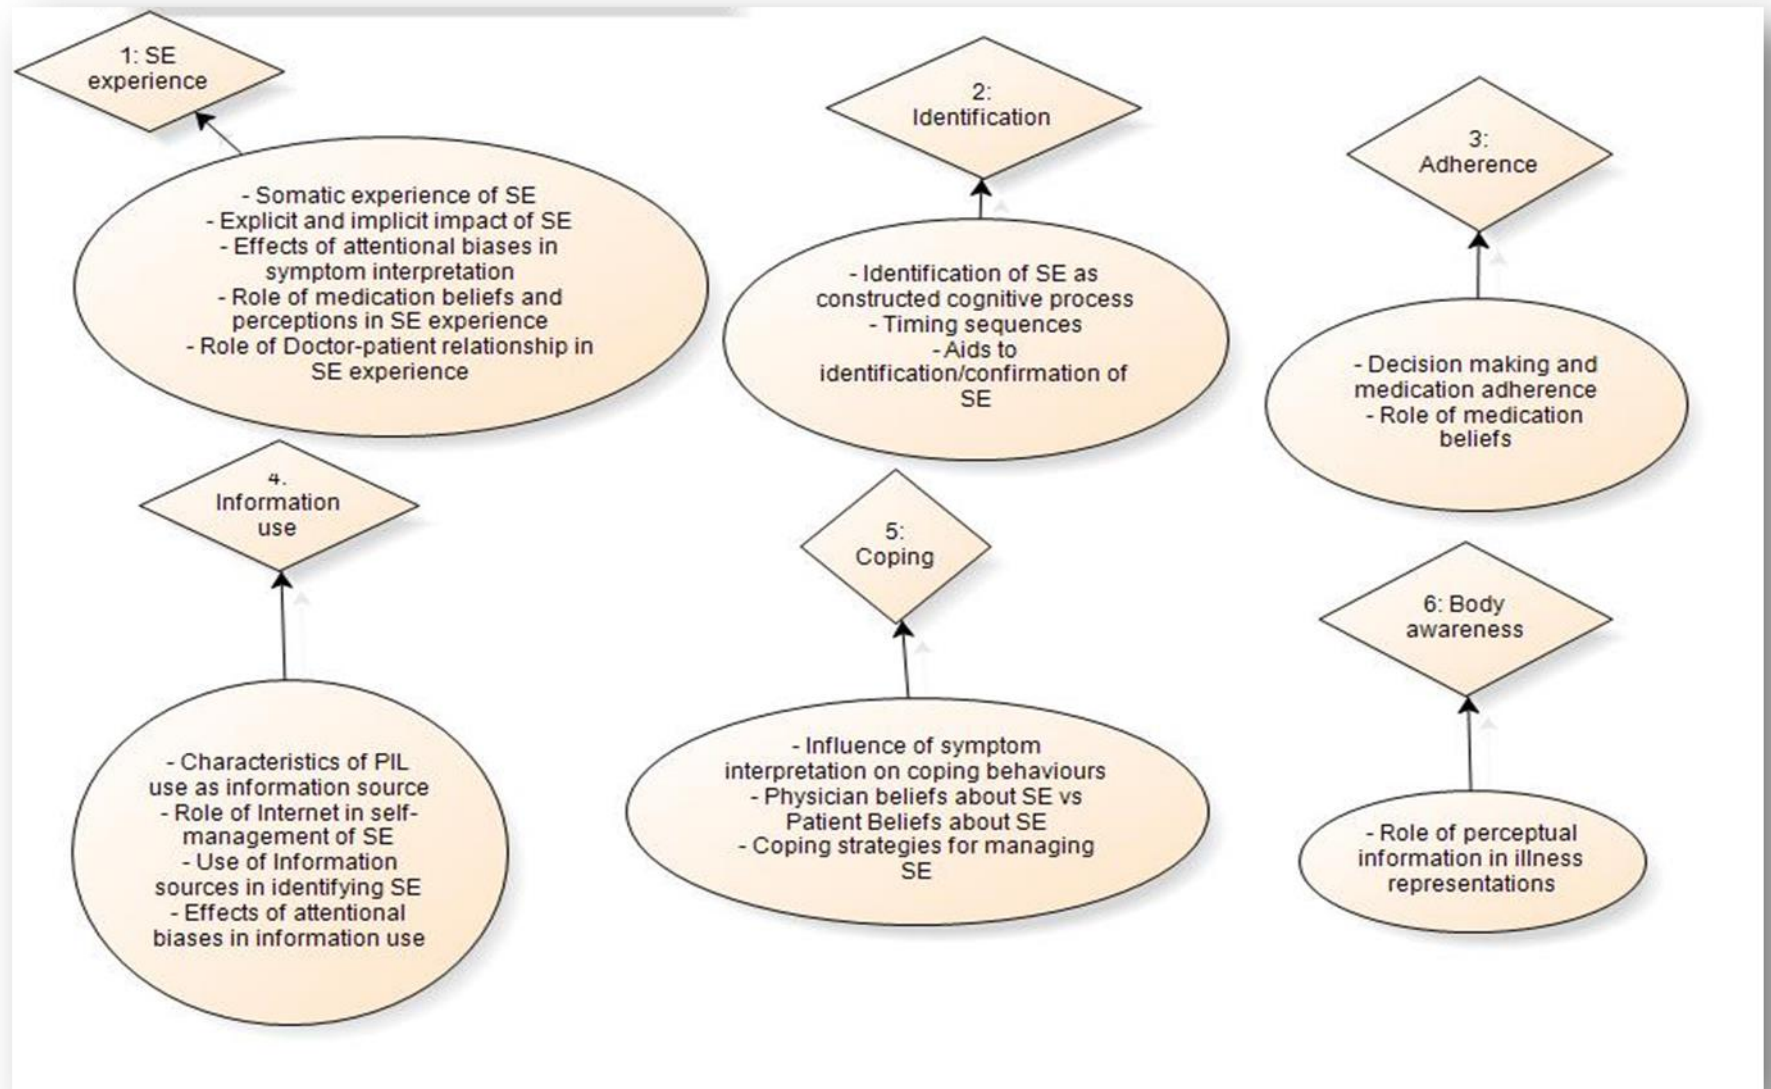 1: SE
experience
- Somatic experience of SE
- Explicit and implicit impact of SE
- Effects of attentional biases in
symptom interpretation
- Role of medication beliefs and
perceptions in SE experience
- Role of Doctor-patient relationship in
SE experience
2:
Identification
- Identification of SE as
constructed cognitive process
- Timing sequences
- Aids to
identification/confirmation of
SE
3:
Adherence
- Decision making and
medication adherence
- Role of medication
beliefs
4.
Information
use
- Characteristics of PIL
use as information source
- Role of Internet in self-
management of SE
- Use of Information
sources in identifying SE
- Effects of attentional
biases in information use
5:
Coping
- Influence of symptom
interpretation on coping behaviours
- Physician beliefs about SE vs
Patient Beliefs about SE
- Coping strategies for managing
SE
6: Body
awareness
- Role of perceptual
information in illness
representations